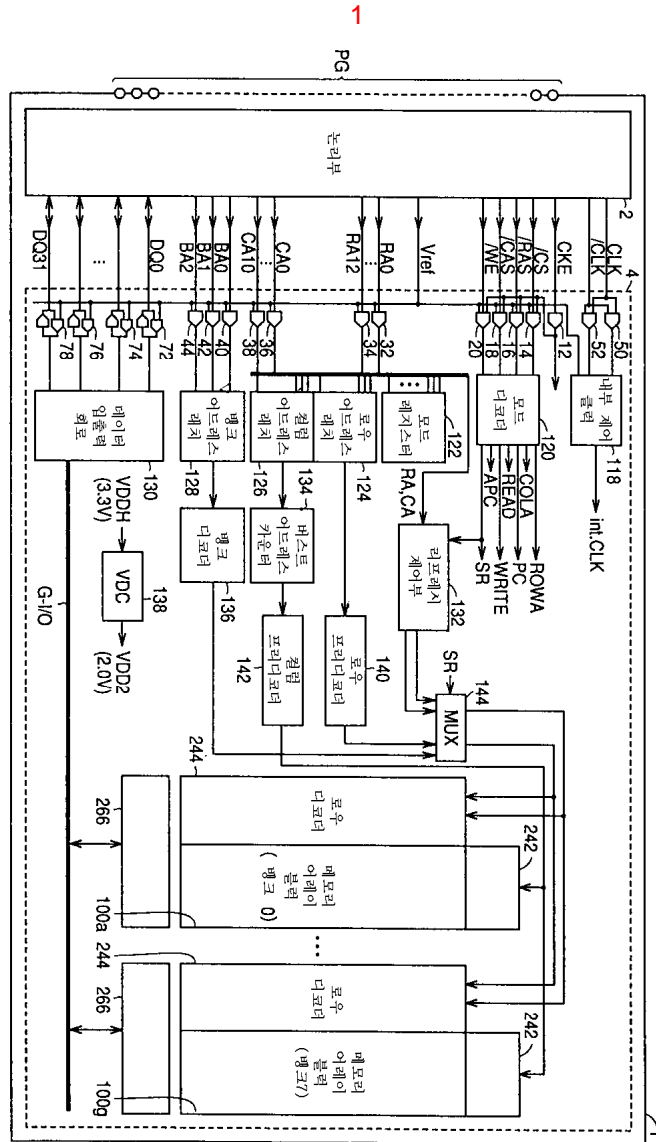 1
PG
논리부
2
4
CLK
/CLK
CKE
/CS
/RAS
/CAS
/WE
Vref
RA0
⋮
RA12
CA0
⋮
CA10
BA0
BA1
BA2
DQ0
...
DQ31
50
52
12
14
16
18
20
32
34
36
38
40
42
44
72
74
76
78
내부 제어
클럭
118
int.CLK
모드
디코더
120
ROWA
COLA
PC
READ
WRITE
APC
SR
모드
레지스터
122
로우
어드레스
래치
124
컬럼
어드레스
래치
126
뱅크
어드레스
래치
128
데이터
입출력
회로
130
RA,CA
리프레시
제어부
132
134
버스트
어드레스
카운터
뱅크
디코더
136
VDDH
(3.3V)
VDC
138
VDD2
(2.0V)
G-I/O
로우
프리디코더
140
컬럼
프리디코더
142
SR
MUX
144
244
로우
디코더
메모리
어레이
블럭
(뱅크 0)
242
266
100a
...
244
로우
디코더
메모리
어레이
블럭
(뱅크7)
242
266
100g